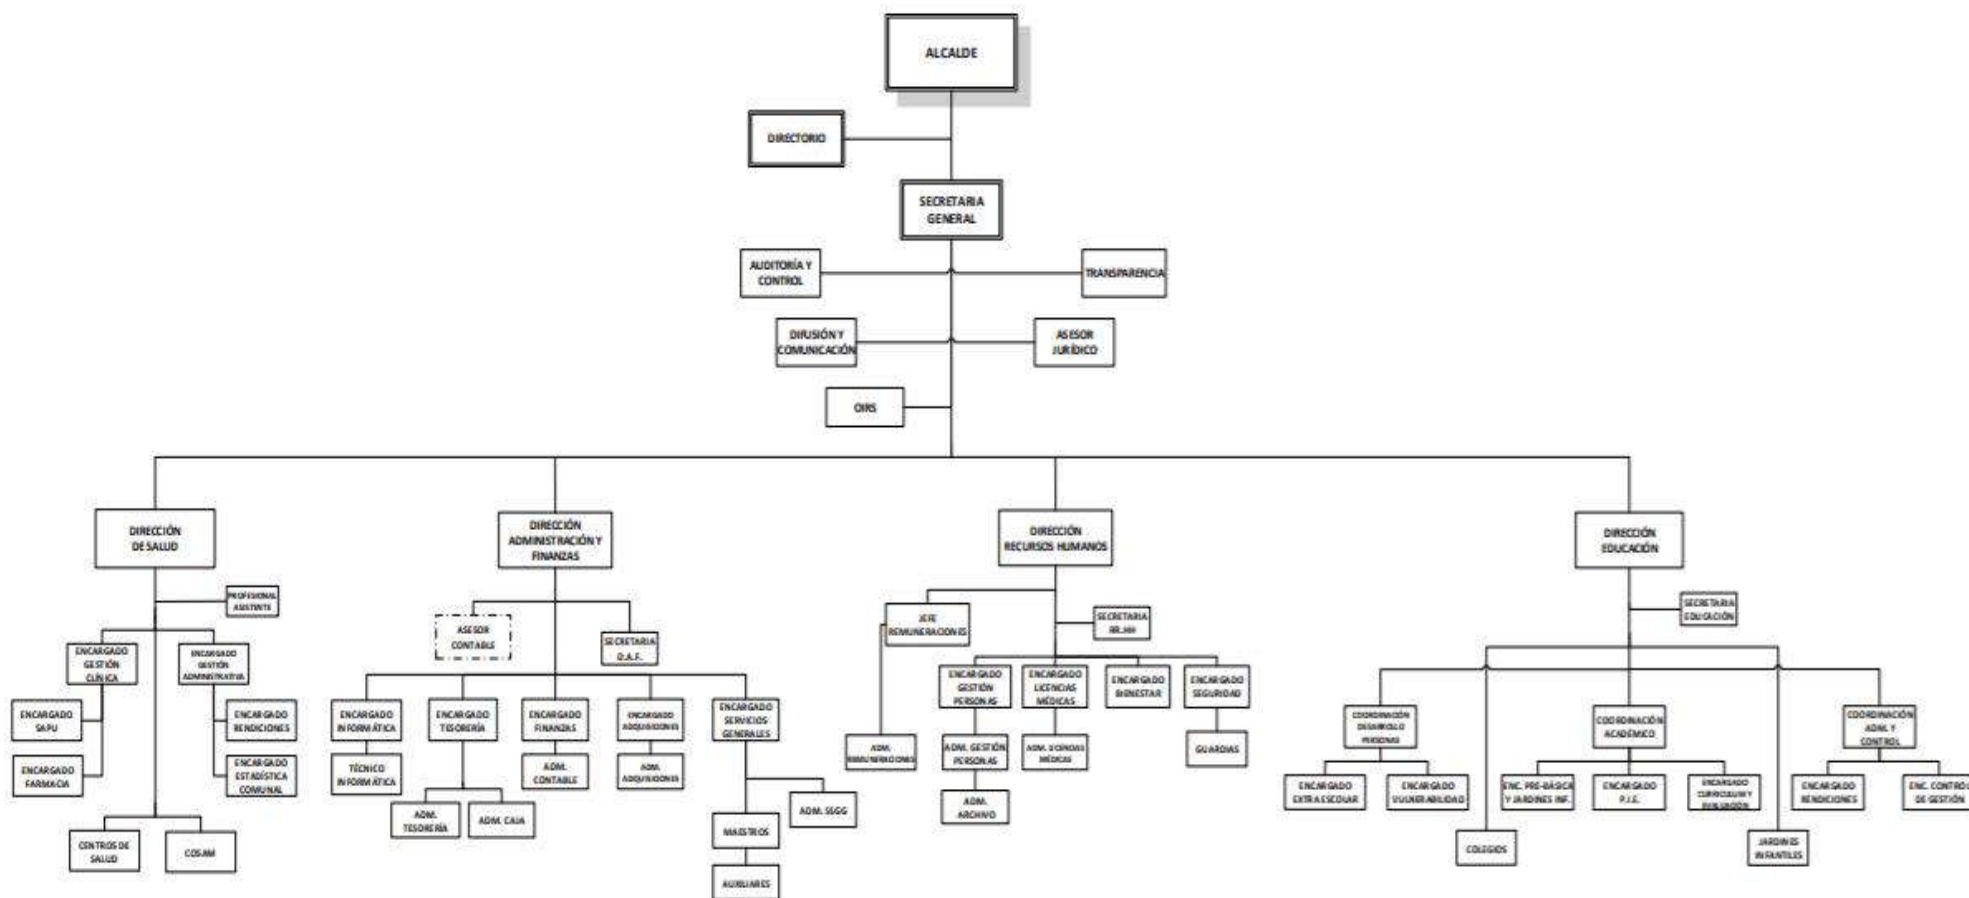 ALCALDE
DIRECTORIO
SECRETARIA
GENERAL
AUDITORÍA Y
CONTROL
TRANSPARENCIA
DIFUSIÓN Y
COMUNICACIÓN
ASESOR
JURÍDICO
OIRS
DIRECCIÓN
DE SALUD
DIRECCIÓN
ADMINISTRACIÓN Y
FINANZAS
DIRECCIÓN
RECURSOS HUMANOS
DIRECCIÓN
EDUCACIÓN
PROFESIONAL
ASISTENTE
ENCARGADO
GESTIÓN
CLÍNICA
ENCARGADO
GESTIÓN
ADMINISTRATIVA
ENCARGADO
SAPU
ENCARGADO
FARMACIA
ENCARGADO
RENDICIONES
ENCARGADO
ESTADÍSTICA
COMUNAL
CENTROS DE
SALUD
COSAM
ASESOR
CONTABLE
SECRETARIA
D.A.F.
ENCARGADO
INFORMÁTICA
ENCARGADO
TESORERÍA
ENCARGADO
FINANZAS
ENCARGADO
ADQUISICIONES
ENCARGADO
SERVICIOS
GENERALES
TÉCNICO
INFORMÁTICA
ADM.
CONTABLE
ADM.
ADQUISICIONES
ADM.
TESORERÍA
ADM. CAJA
ADM. SSGG
MAESTROS
AUXILIARES
JEFE
REMUNERACIONES
SECRETARIA
RR.HH
ENCARGADO
GESTIÓN
PERSONAS
ENCARGADO
LICENCIAS
MÉDICAS
ENCARGADO
BIENESTAR
ENCARGADO
SEGURIDAD
ADM.
REMUNERACIONES
ADM. GESTIÓN
PERSONAS
ADM. LICENCIAS
MÉDICAS
GUARDIAS
ADM.
ARCHIVO
SECRETARIA
EDUCACIÓN
COORDINACIÓN
DESARROLLO
PERSONAS
COORDINACIÓN
ACADÉMICO
COORDINACIÓN
ADM. Y
CONTROL
ENCARGADO
EXTRA ESCOLAR
ENCARGADO
VULNERABILIDAD
ENC. PRE-BÁSICA
Y JARDINES INF.
ENCARGADO
P.I.E.
ENCARGADO
CURRICULUM Y
EVALUACIÓN
ENCARGADO
RENDICIONES
ENC. CONTROL
DE GESTIÓN
COLEGIOS
JARDINES
INFANTILES